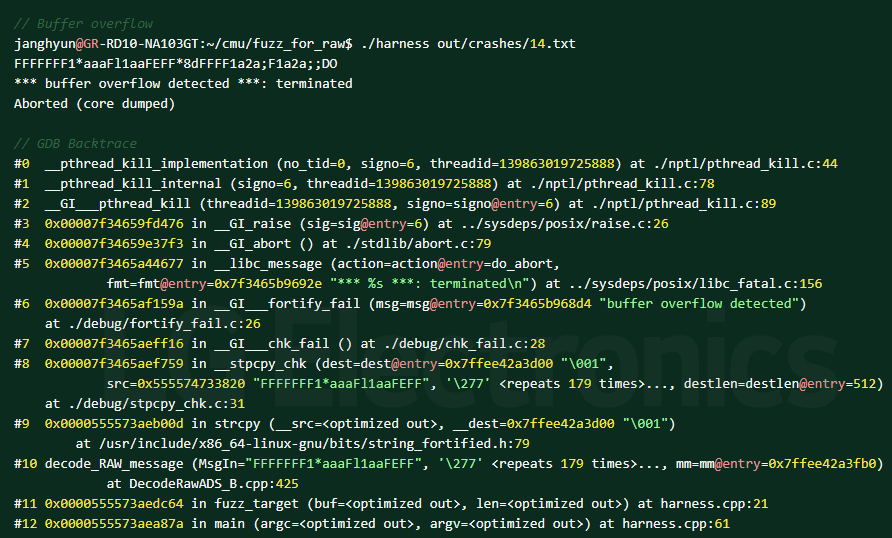 // Buffer overflow
janghyun@GR-RD10-NA103GT:~/cmu/fuzz_for_raw$ ./harness out/crashes/14.txt
FFFFFFF1*aaaFl1aaFEFF*8dFFFF1a2a;F1a2a;;DO
*** buffer overflow detected ***: terminated
Aborted (core dumped)
// GDB Backtrace
#0 __pthread_kill_implementation (no_tid=0, signo=6, threadid=139863019725888) at ./nptl/pthread_kill.c:44
#1 __pthread_kill_internal (signo=6, threadid=139863019725888) at ./nptl/pthread_kill.c:78
#2 __GI___pthread_kill (threadid=139863019725888, signo=signo@entry=6) at ./nptl/pthread_kill.c:89
#3 0x00007f34659fd476 in __GI_raise (sig=sig@entry=6) at ../sysdeps/posix/raise.c:26
#4 0x00007f34659e37f3 in __GI_abort () at ./stdlib/abort.c:79
#5 0x00007f3465a44677 in __libc_message (action=action@entry=do_abort,
fmt=fmt@entry=0x7f3465b9692e "*** %s ***: terminated\n") at ../sysdeps/posix/libc_fatal.c:156
#6 0x00007f3465af159a in __GI___fortify_fail (msg=msg@entry=0x7f3465b968d4 "buffer overflow detected")
at ./debug/fortify_fail.c:26
#7 0x00007f3465aeff16 in __GI___chk_fail () at ./debug/chk_fail.c:28
#8 0x00007f3465aef759 in __stpcpy_chk (dest=dest@entry=0x7ffee42a3d00 "\001",
src=0x555574733820 "FFFFFFF1*aaaFl1aaFEFF", '\277' <repeats 179 times>..., destlen=destlen@entry=512)
at ./debug/stpcpy_chk.c:31
#9 0x0000555573aeb00d in strcpy (__src=<optimized out>, __dest=0x7ffee42a3d00 "\001")
at /usr/include/x86_64-linux-gnu/bits/string_fortified.h:79
#10 decode_RAW_message (MsgIn="FFFFFFF1*aaaFl1aaFEFF", '\277' <repeats 179 times>..., mm=mm@entry=0x7ffee42a3fb0)
at DecodeRawADS_B.cpp:425
#11 0x0000555573aedc64 in fuzz_target (buf=<optimized out>, len=<optimized out>) at harness.cpp:21
#12 0x0000555573aea87a in main (argc=<optimized out>, argv=<optimized out>) at harness.cpp:61
Electronics